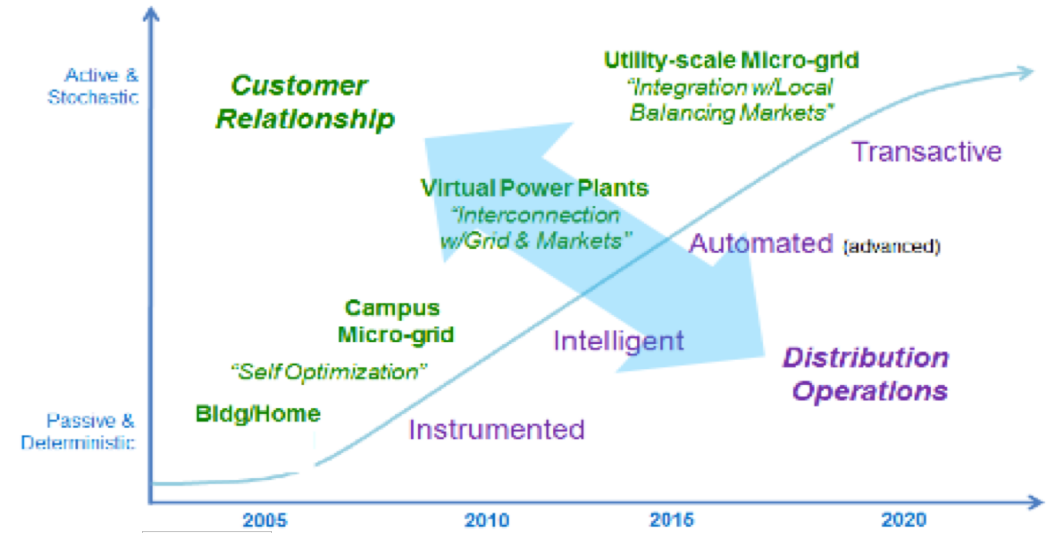 Active &
Stochastic
Customer
Relationship
Utility-scale Micro-grid
“Integration w/Local
Balancing Markets”
Transactive
Virtual Power Plants
“Interconnection
w/Grid & Markets”
Automated (advanced)
Campus
Micro-grid
Intelligent
“Self Optimization”
Distribution
Operations
Bldg/Home
Instrumented
Passive &
Deterministic
2005
2010
2015
2020